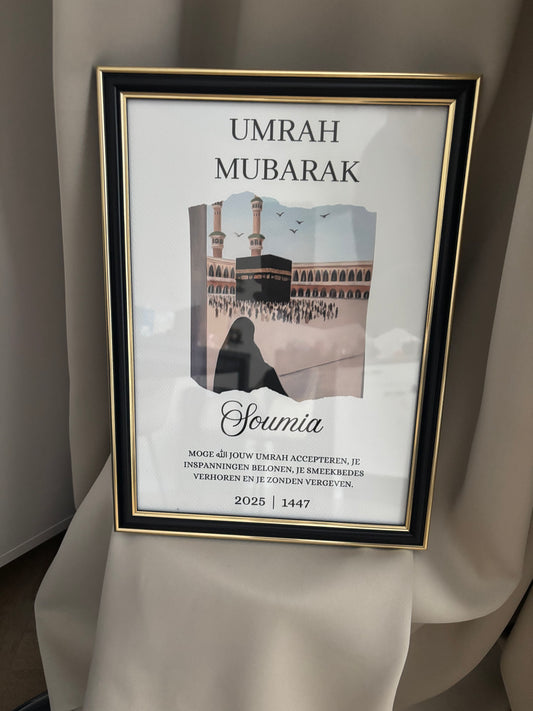 UMRAH
MUBARAK
Soumia
MOGE الله JOUW UMRAH ACCEPTEREN, JE
INSPANNINGEN BELONEN, JE SMEEKBEDES
VERHOREN EN JE ZONDEN VERGEVEN.
2025 | 1447